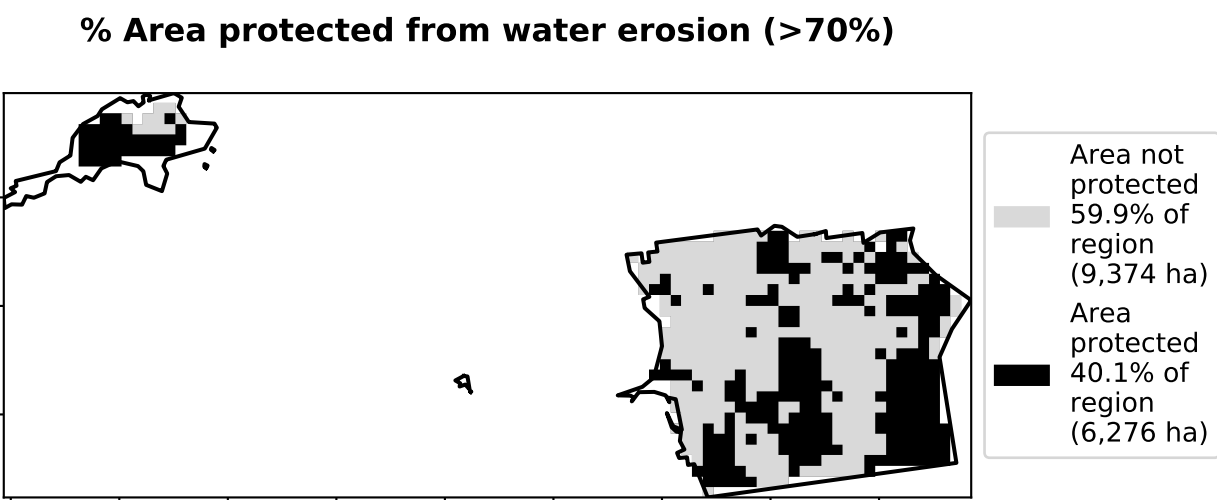 % Area protected from water erosion (>70%)
Area not
protected
59.9% of
region
(9,374 ha)
Area
protected
40.1% of
region
(6,276 ha)